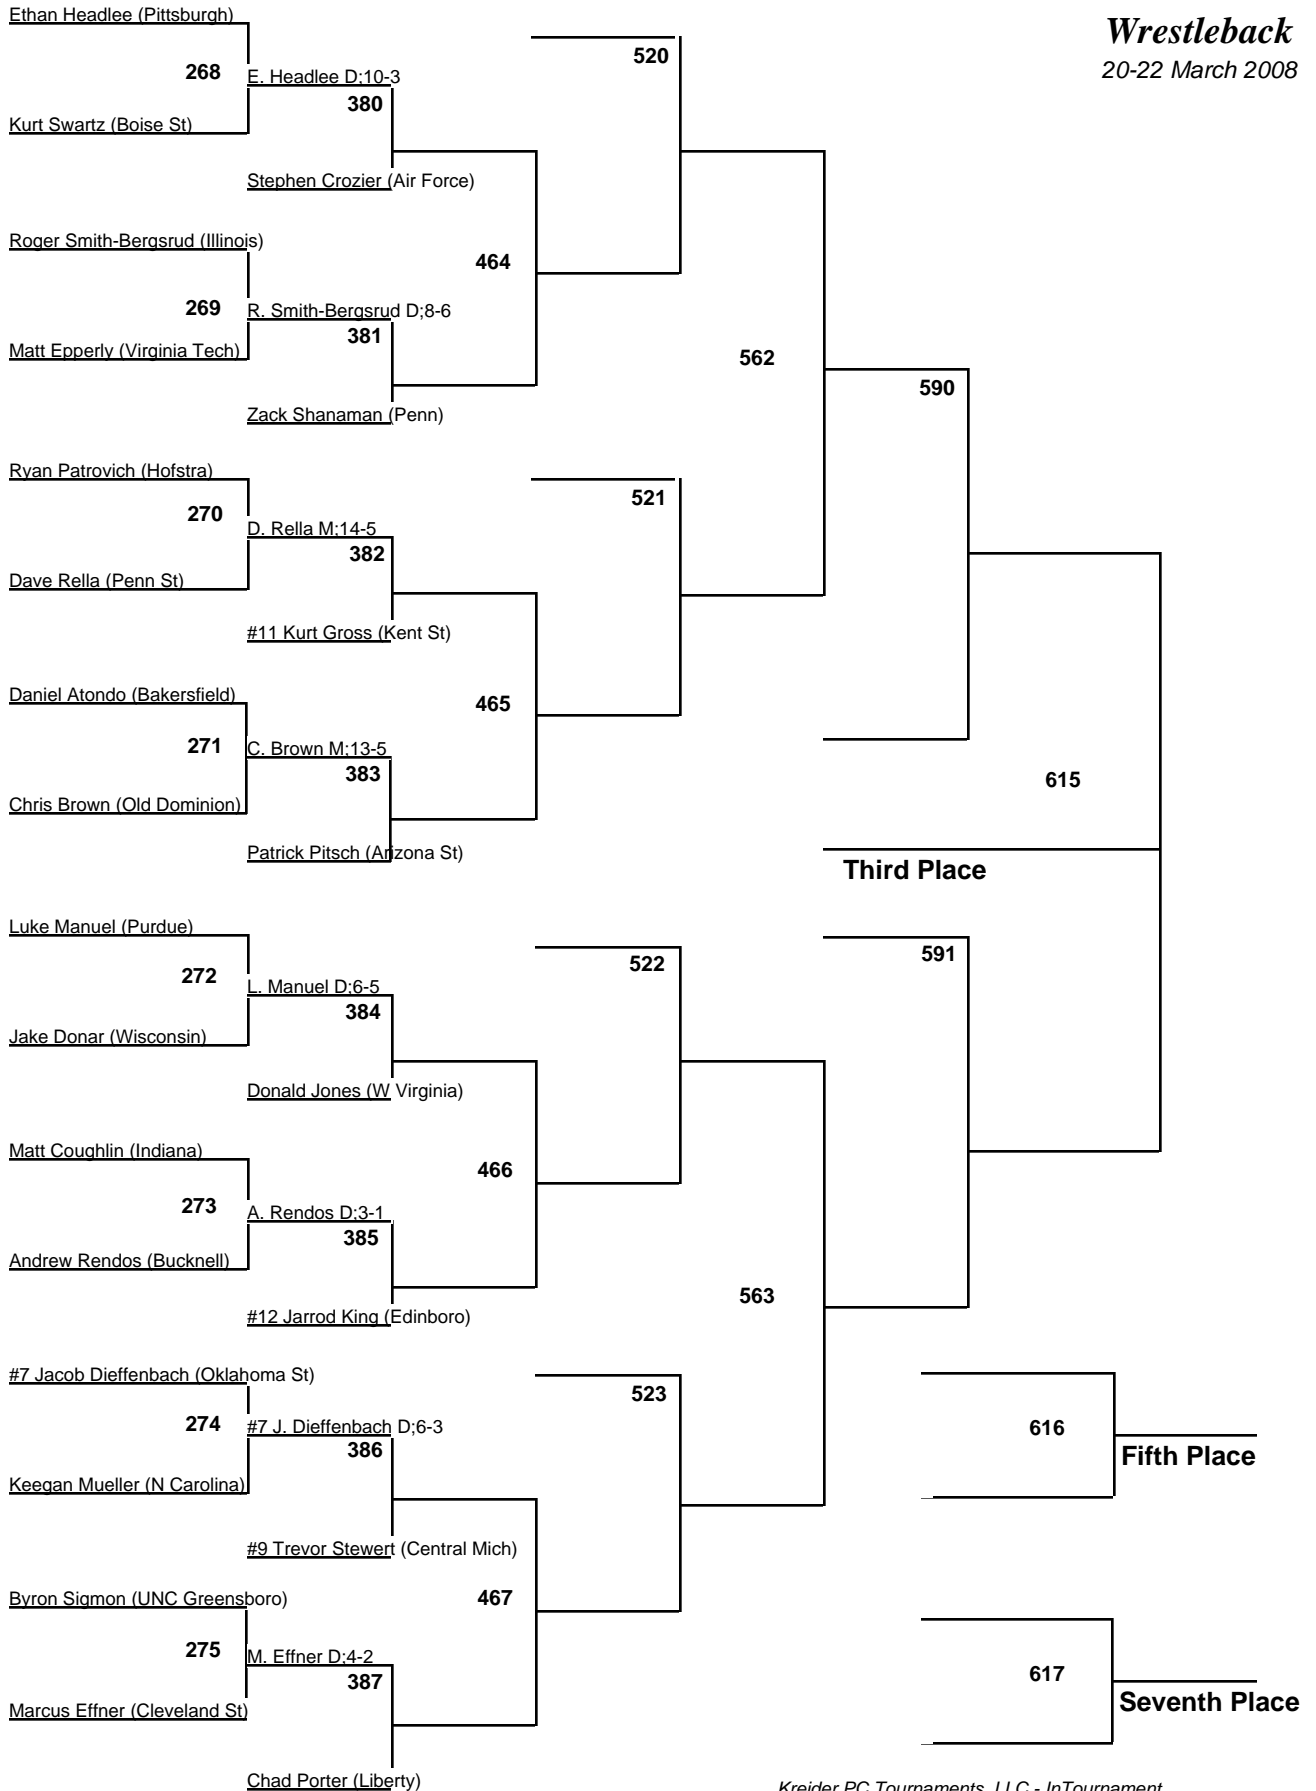 Ethan Headlee (Pittsburgh)
Wrestleback
20-22 March 2008
520
268
E. Headlee D;10-3
380
Kurt Swartz (Boise St)
Stephen Crozier (Air Force)
Roger Smith-Bergsrud (Illinois)
464
269
R. Smith-Bergsrud D;8-6
381
Matt Epperly (Virginia Tech)
562
590
Zack Shanaman (Penn)
Ryan Patrovich (Hofstra)
521
270
D. Rella M;14-5
382
Dave Rella (Penn St)
#11 Kurt Gross (Kent St)
Daniel Atondo (Bakersfield)
465
271
C. Brown M;13-5
383
615
Chris Brown (Old Dominion)
Patrick Pitsch (Arizona St)
Third Place
Luke Manuel (Purdue)
591
522
272
L. Manuel D;6-5
384
Jake Donar (Wisconsin)
Donald Jones (W Virginia)
Matt Coughlin (Indiana)
466
273
A. Rendos D;3-1
385
Andrew Rendos (Bucknell)
563
#12 Jarrod King (Edinboro)
#7 Jacob Dieffenbach (Oklahoma St)
523
274
#7 J. Dieffenbach D;6-3
616
386
Fifth Place
Keegan Mueller (N Carolina)
#9 Trevor Stewert (Central Mich)
Byron Sigmon (UNC Greensboro)
467
275
M. Effner D;4-2
617
387
Seventh Place
Marcus Effner (Cleveland St)
Chad Porter (Liberty)
Kreider PC Tournaments, LLC - InTournament